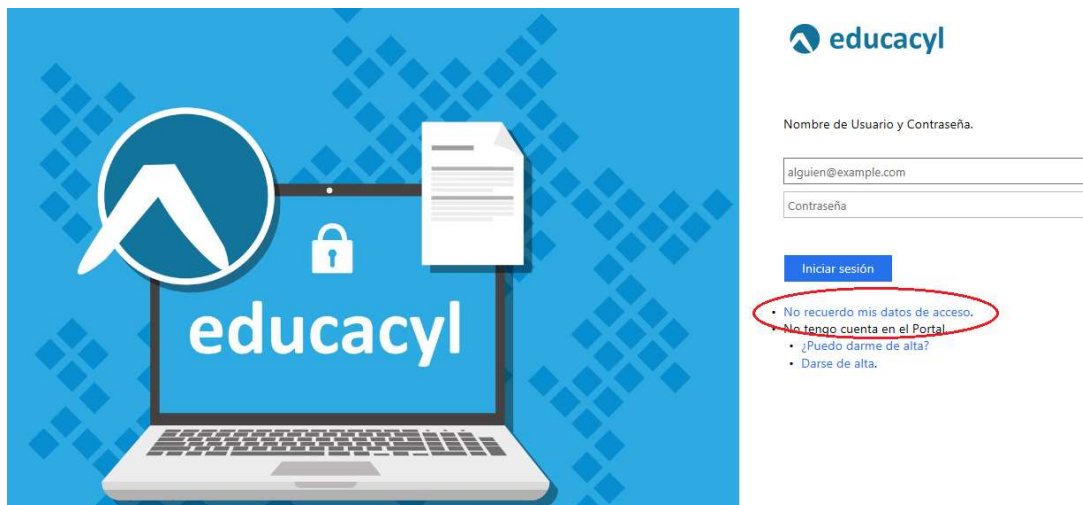 educacyl
educacyl
Nombre de Usuario y Contraseña.
alguien@example.com
Contraseña
Iniciar sesión
No recuerdo mis datos de acceso.
No tengo cuenta en el Portal.
¿Puedo darme de alta?
Darse de alta.